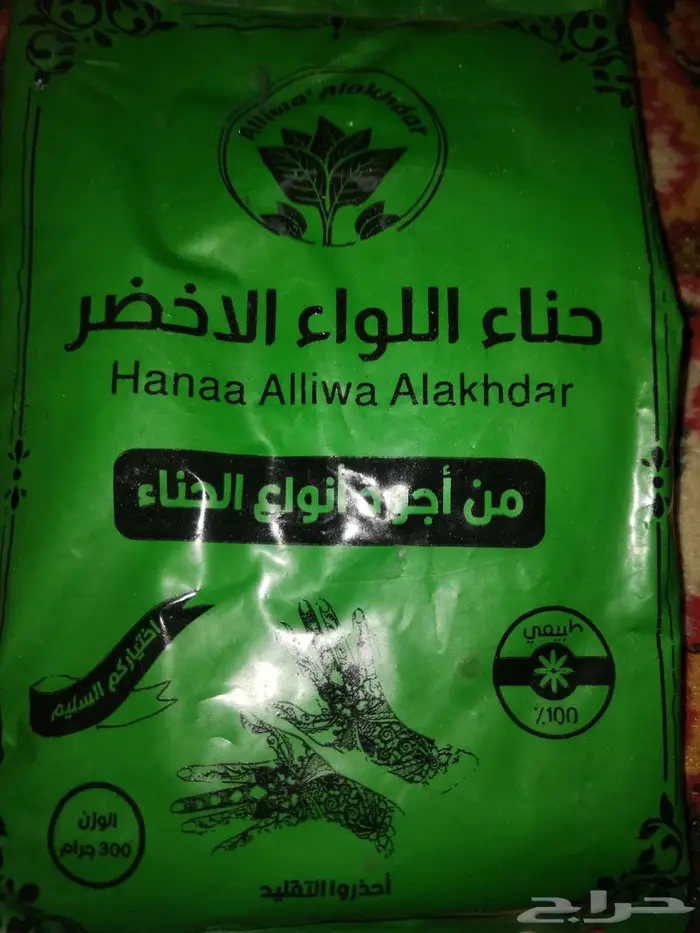 Alliwa' Alakhdar
حناء اللواء الاخضر
Hanaa Alliwa Alakhdar
من أجود أنواع الحناء
اختياركم السليم
طبيعي
%100
الوزن
300 جرام
أحذروا التقليد
حراج